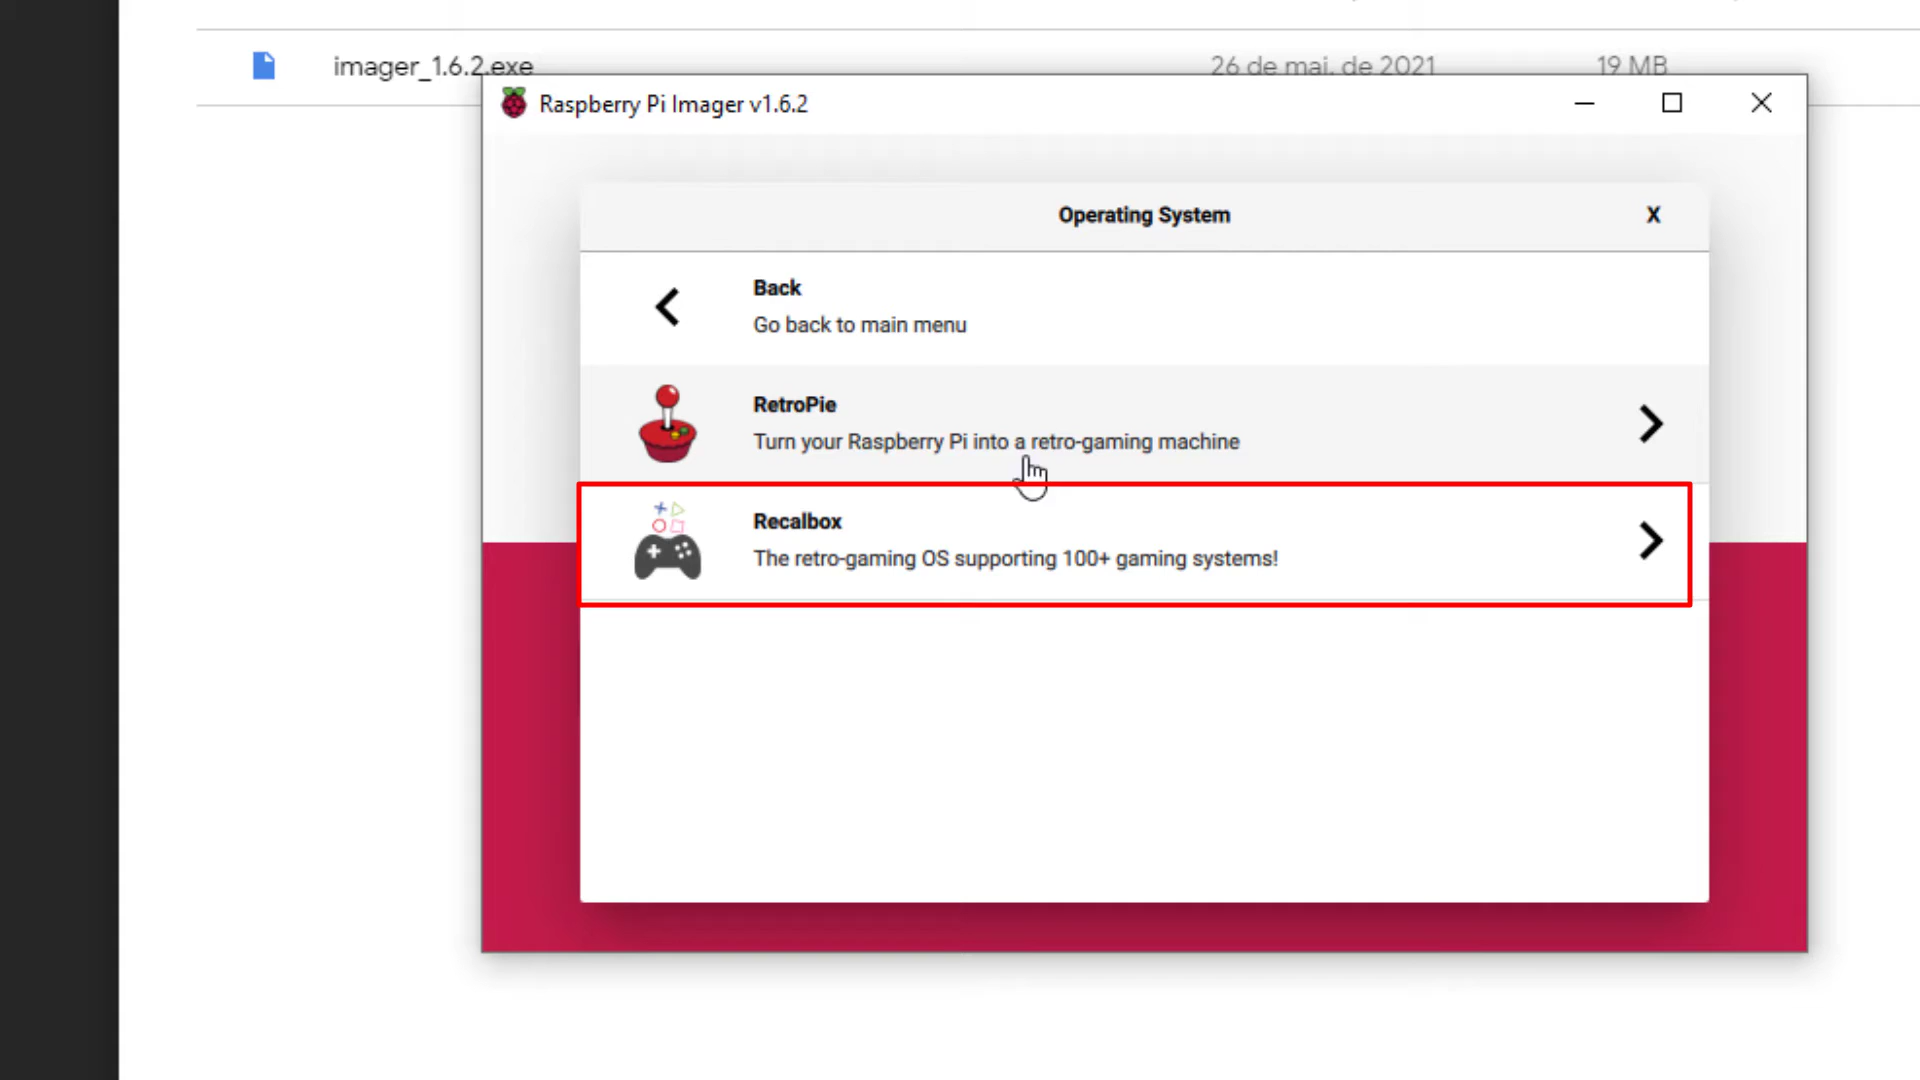 imager_1.6.2.exe 26 de mai. de 2021 19 MB
Raspberry Pi Imager v1.6.2
Operating System X
Back
Go back to main menu
RetroPie
Turn your Raspberry Pi into a retro-gaming machine
Recalbox
The retro-gaming OS supporting 100+ gaming systems!